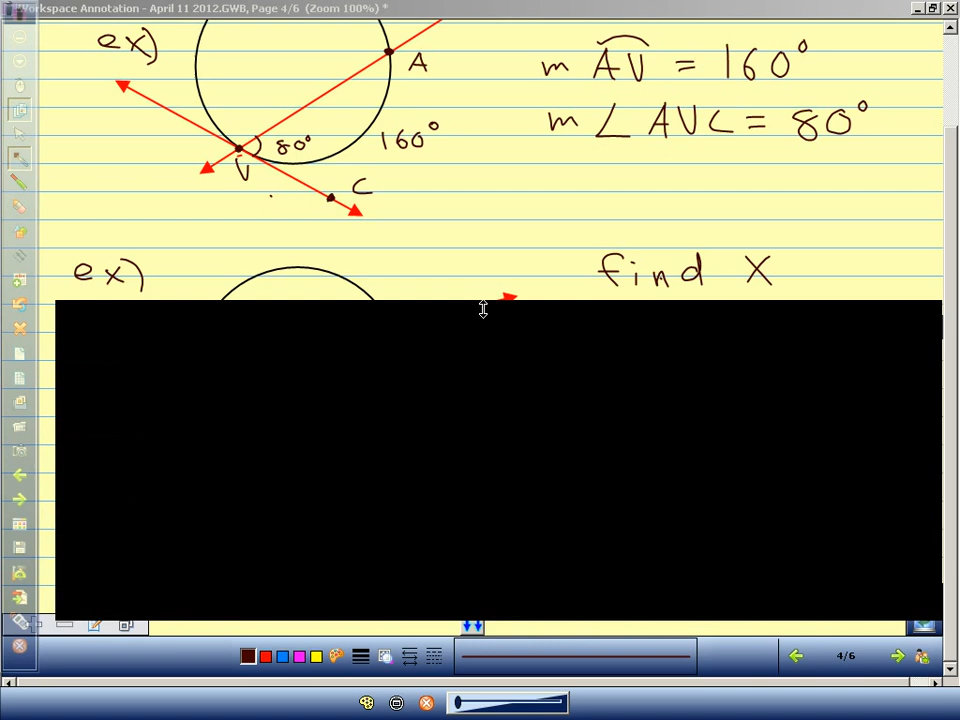 Workspace Annotation - April 11 2012.GWB, Page 4/6 (Zoom 100%) *
ex)
A
m AV = 160°
m ∠ AVC = 80°
80°
160°
V
C
ex)
find X
4/6